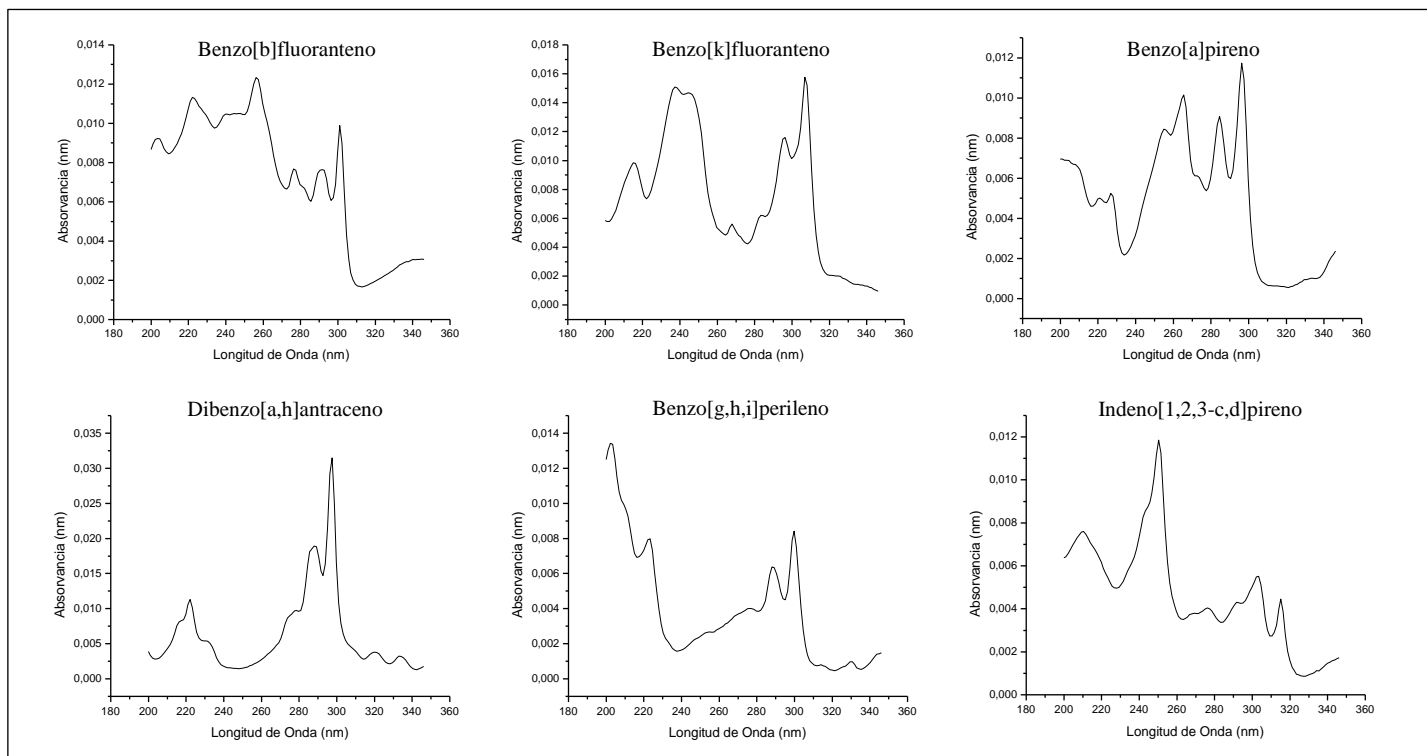 Benzo[b]fluoranteno
0,014
0,012
0,010
0,008
0,006
0,004
0,002
0,000
Absorvancia (nm)
180 200 220 240 260 280 300 320 340 360
Longitud de Onda (nm)
Benzo[k]fluoranteno
0,018
0,016
0,014
0,012
0,010
0,008
0,006
0,004
0,002
0,000
Absorvancia (nm)
180 200 220 240 260 280 300 320 340 360
Longitud de Onda (nm)
Benzo[a]pireno
0,012
0,010
0,008
0,006
0,004
0,002
0,000
Absorvancia (nm)
180 200 220 240 260 280 300 320 340 360
Longitud de Onda (nm)
Dibenzo[a,h]antraceno
0,035
0,030
0,025
0,020
0,015
0,010
0,005
0,000
Absorvancia (nm)
180 200 220 240 260 280 300 320 340 360
Longitud de Onda (nm)
Benzo[g,h,i]perileno
0,014
0,012
0,010
0,008
0,006
0,004
0,002
0,000
Absorvancia (nm)
180 200 220 240 260 280 300 320 340 360
Longitud de Onda (nm)
Indeno[1,2,3-c,d]pireno
0,012
0,010
0,008
0,006
0,004
0,002
0,000
Absorvancia (nm)
180 200 220 240 260 280 300 320 340 360
Longitud de Onda (nm)